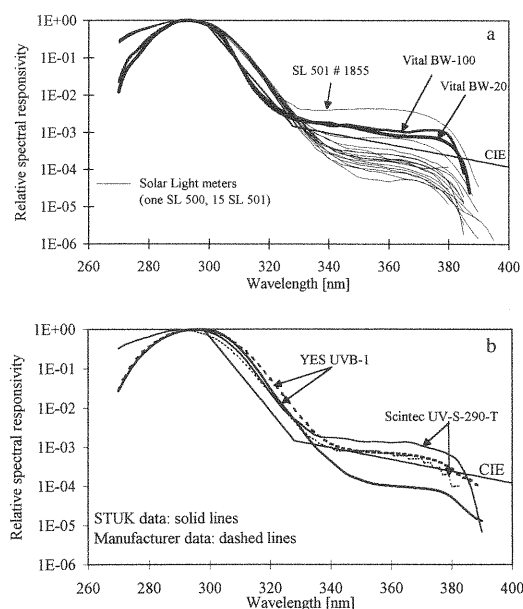 a
1E+00
1E-01
1E-02
1E-03
1E-04
1E-05
1E-06
Relative spectral responsivity
SL 501 # 1855
Vital BW-100
Vital BW-20
CIE
Solar Light meters
(one SL 500, 15 SL 501)
260 280 300 320 340 360 380 400
Wavelength [nm]
b
1E+00
1E-01
1E-02
1E-03
1E-04
1E-05
1E-06
Relative spectral responsivity
YES UVB-1
Scintec UV-S-290-T
CIE
STUK data: solid lines
Manufacturer data: dashed lines
260 280 300 320 340 360 380 400
Wavelength [nm]